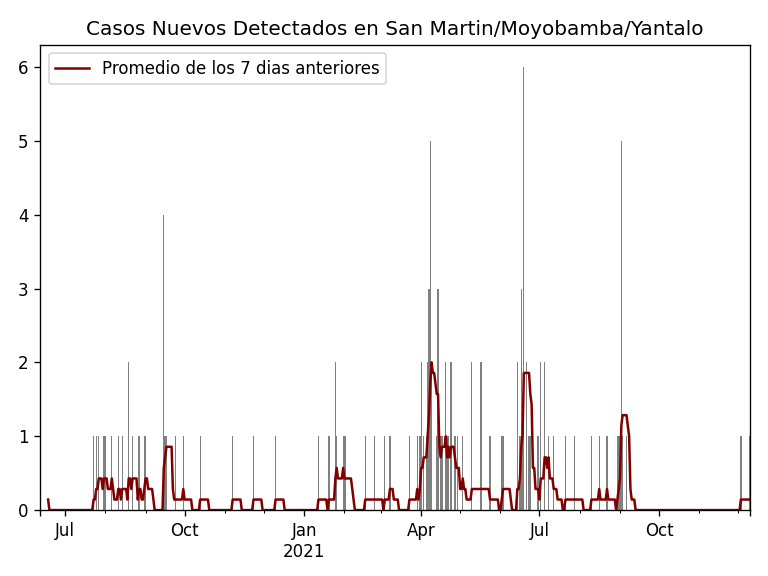 Casos Nuevos Detectados en San Martin/Moyobamba/Yantalo
Promedio de los 7 dias anteriores
6
5
4
3
2
1
0
Jul Oct Jan Apr Jul Oct
2021